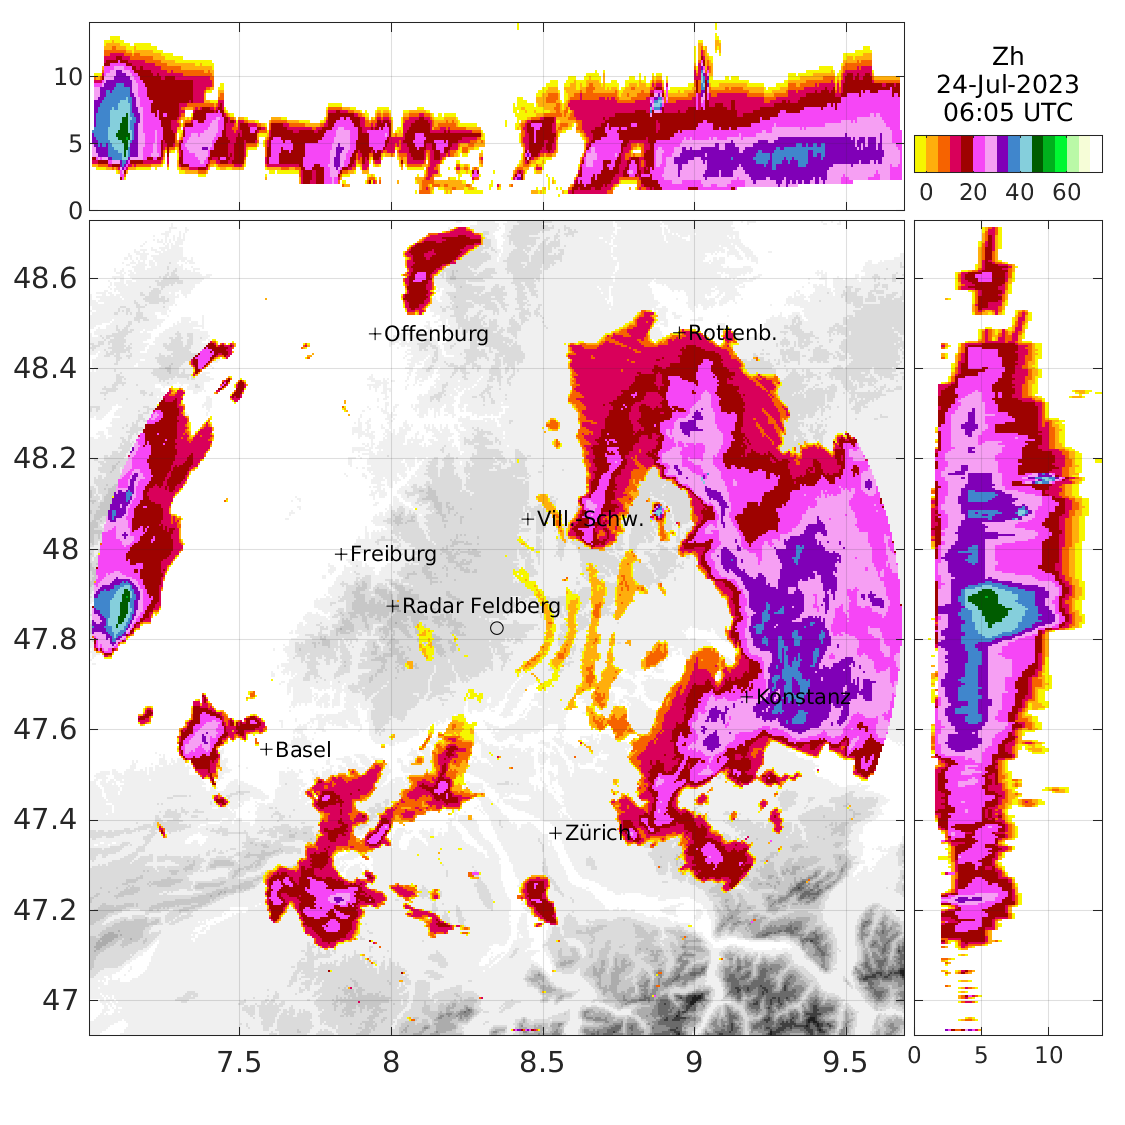 10
5
0
Zh
24-Jul-2023
06:05 UTC
0 20 40 60
48.6
48.4
48.2
48
47.8
47.6
47.4
47.2
47
+Offenburg
+Rottenb.
+Vill.-Schw.
+Freiburg
+Radar Feldberg
+Konstanz
+Basel
+Zürich
7.5 8 8.5 9 9.5
0 5 10